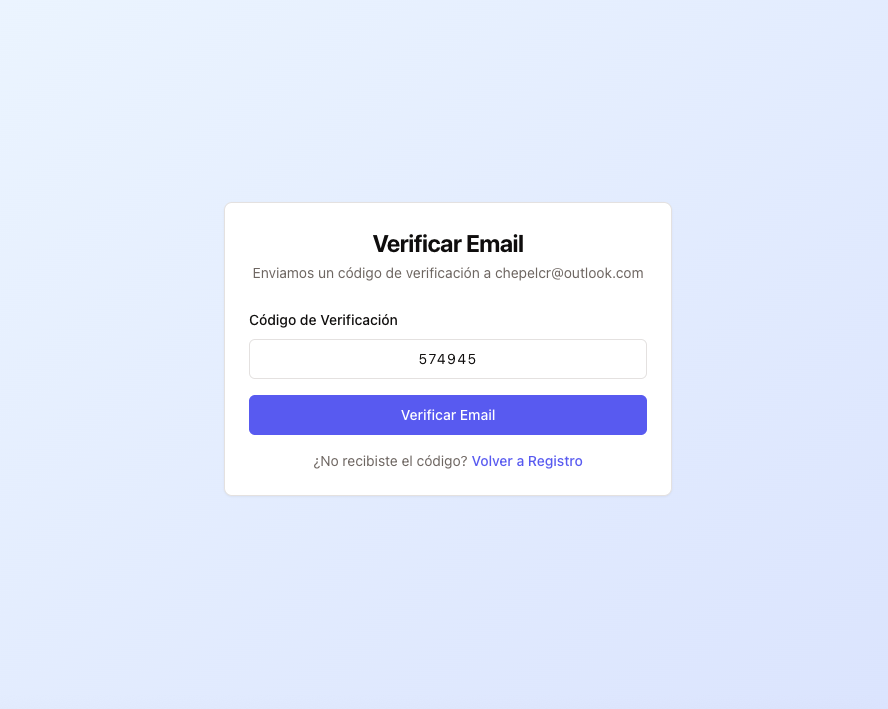 Verificar Email
Enviamos un código de verificación a chepelcr@outlook.com
Código de Verificación
574945
Verificar Email
¿No recibiste el código? Volver a Registro